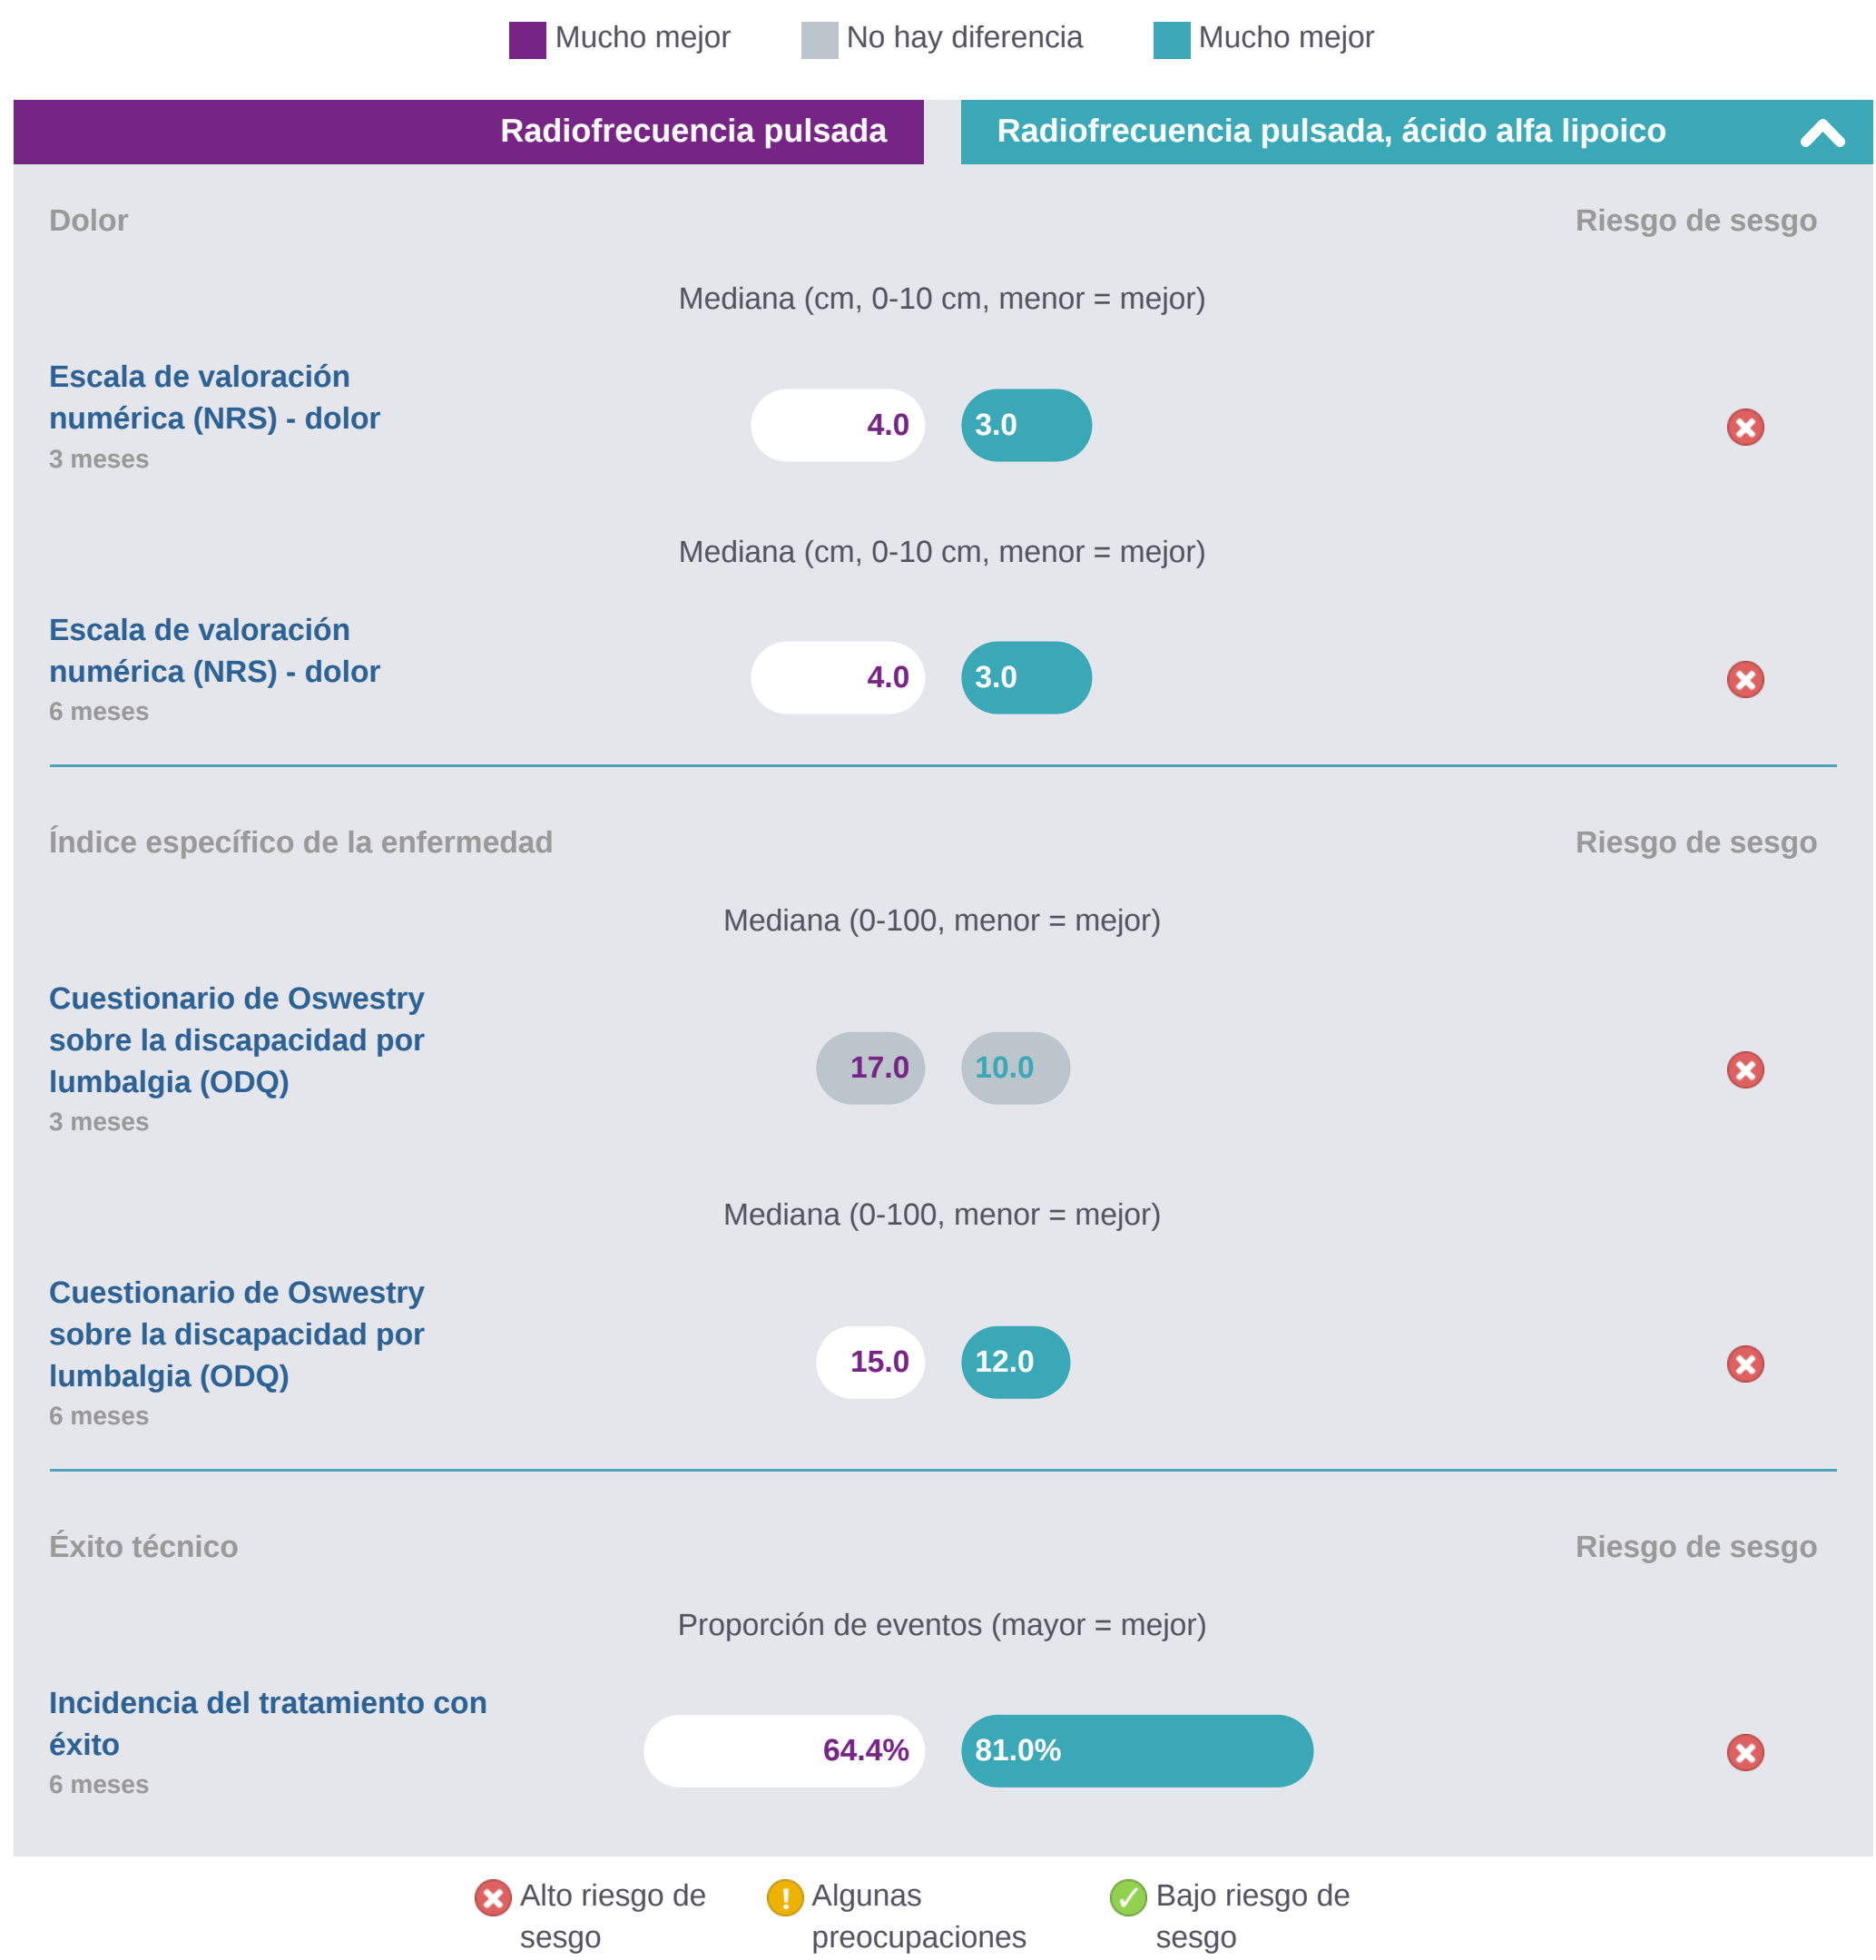 Mucho mejor No hay diferencia Mucho mejor
Radiofrecuencia pulsada Radiofrecuencia pulsada, ácido alfa lipoico
Dolor Riesgo de sesgo
Mediana (cm, 0-10 cm, menor = mejor)
Escala de valoración
numérica (NRS) - dolor
3 meses
4.0 3.0
Mediana (cm, 0-10 cm, menor = mejor)
Escala de valoración
numérica (NRS) - dolor
6 meses
4.0 3.0
Índice específico de la enfermedad Riesgo de sesgo
Mediana (0-100, menor = mejor)
Cuestionario de Oswestry
sobre la discapacidad por
lumbalgia (ODQ)
3 meses
17.0 10.0
Mediana (0-100, menor = mejor)
Cuestionario de Oswestry
sobre la discapacidad por
lumbalgia (ODQ)
6 meses
15.0 12.0
Éxito técnico Riesgo de sesgo
Proporción de eventos (mayor = mejor)
Incidencia del tratamiento con
éxito
6 meses
64.4% 81.0%
Alto riesgo de
sesgo
Algunas
preocupaciones
Bajo riesgo de
sesgo